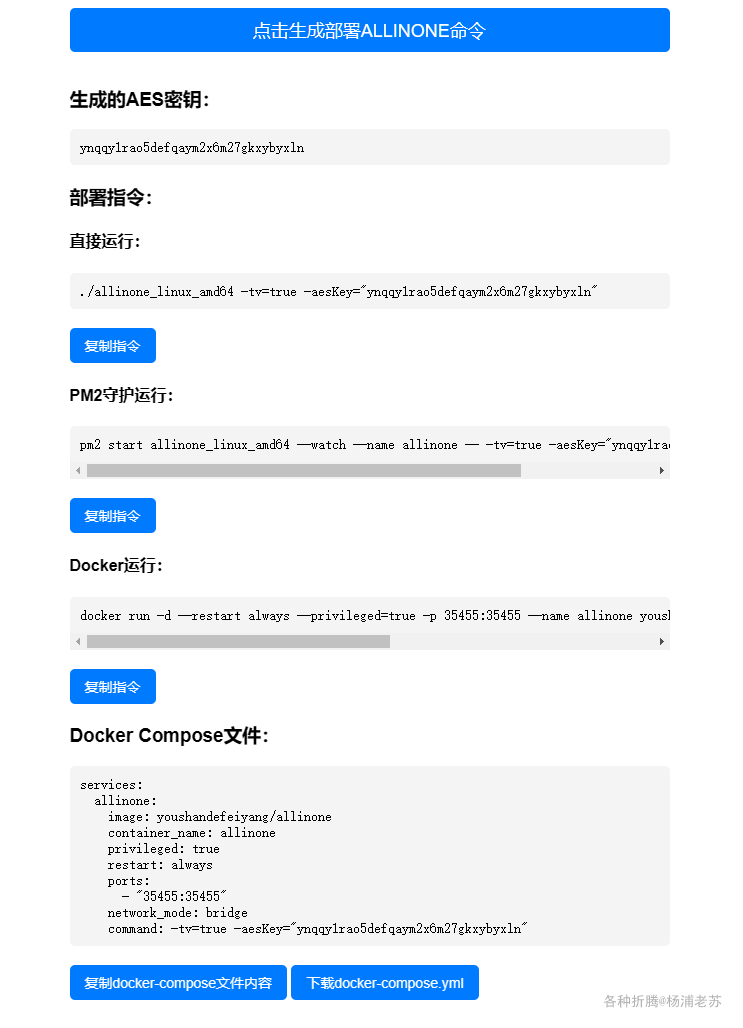 点击生成部署ALLINONE命令
生成的AES密钥：
ynqqy1rao5defqaym2x6m27gkxybyxln
部署指令：
直接运行：
./allinone_linux_amd64 -tv=true -aesKey="ynqqy1rao5defqaym2x6m27gkxybyxln"
复制指令
PM2守护运行：
pm2 start allinone_linux_amd64 --watch --name allinone -- -tv=true -aesKey="ynqqy1rao
复制指令
Docker运行：
docker run -d --restart always --privileged=true -p 35455:35455 --name allinone yoush
复制指令
Docker Compose文件：
services:
  allinone:
    image: youshandefeiyang/allinone
    container_name: allinone
    privileged: true
    restart: always
    ports:
      - "35455:35455"
    network_mode: bridge
    command: -tv=true -aesKey="ynqqy1rao5defqaym2x6m27gkxybyxln"
复制docker-compose文件内容 下载docker-compose.yml
各种折腾@杨浦老苏